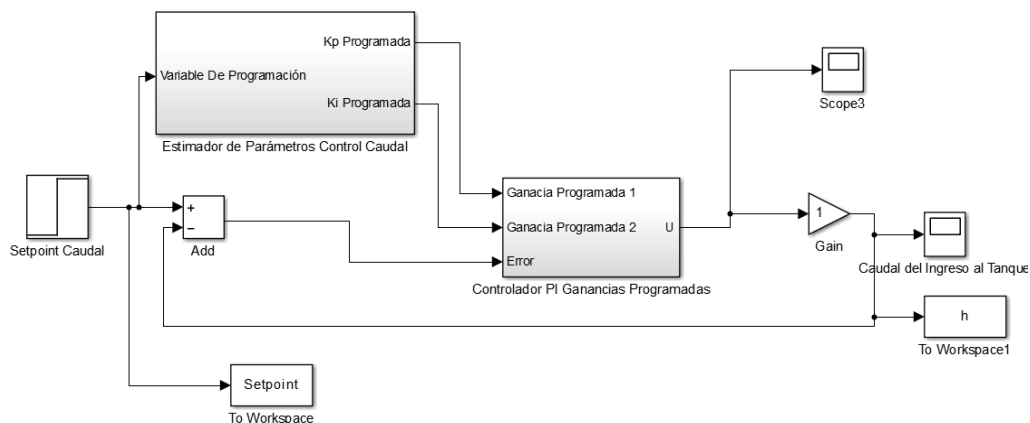 Kp Programada
Variable De Programación
Ki Programada
Estimador de Parámetros Control Caudal
Scope3
Setpoint Caudal
+
−
Add
Ganacia Programada 1
Ganacia Programada 2
U
Error
Controlador PI Ganancias Programadas
1
Gain
Caudal del Ingreso al Tanque
h
To Workspace1
Setpoint
To Workspace